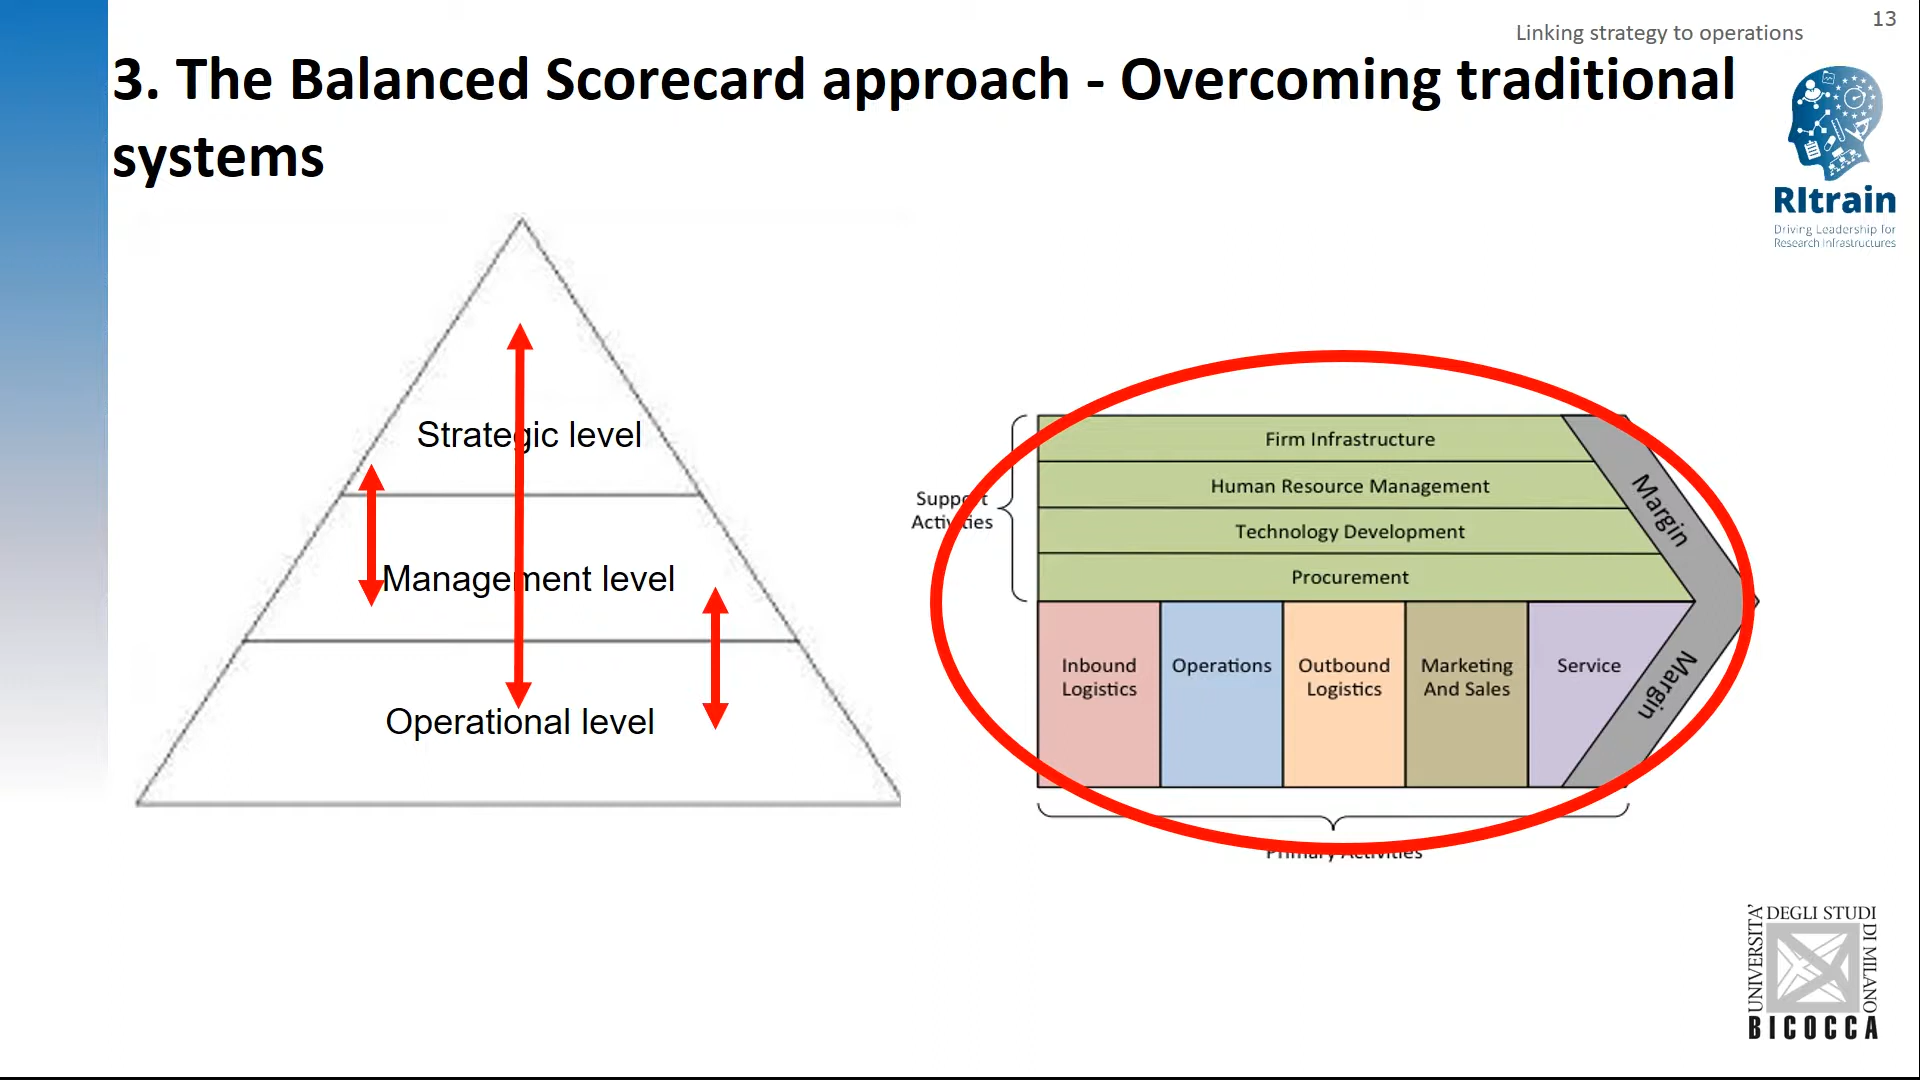 13
Linking strategy to operations
3. The Balanced Scorecard approach - Overcoming traditional
systems
RItrain
Driving Leadership for
Research Infrastructures
Strategic level
Management level
Operational level
Support
Activities
Firm Infrastructure
Human Resource Management
Technology Development
Procurement
Margin
Inbound
Logistics
Operations
Outbound
Logistics
Marketing
And Sales
Service
Margin
Primary Activities
UNIVERSITA'
DEGLI STUDI
DI MILANO
BICOCCA